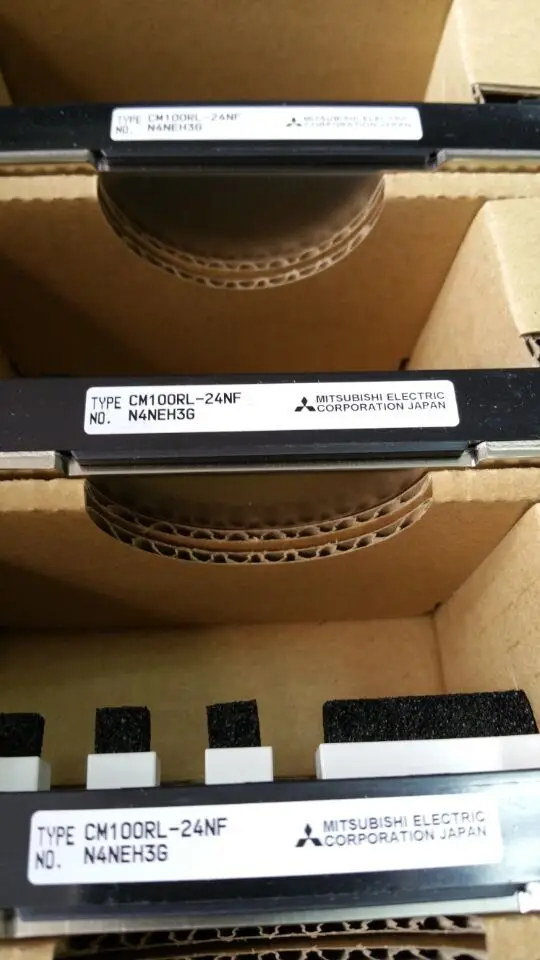 TYPE CM100RL-24NF
NO. N4NEH3G
MITSUBISHI ELECTRIC
CORPORATION JAPAN
TYPE CM100RL-24NF
NO. N4NEH3G
MITSUBISHI ELECTRIC
CORPORATION JAPAN
TYPE CM100RL-24NF
NO. N4NEH3G
MITSUBISHI ELECTRIC
CORPORATION JAPAN